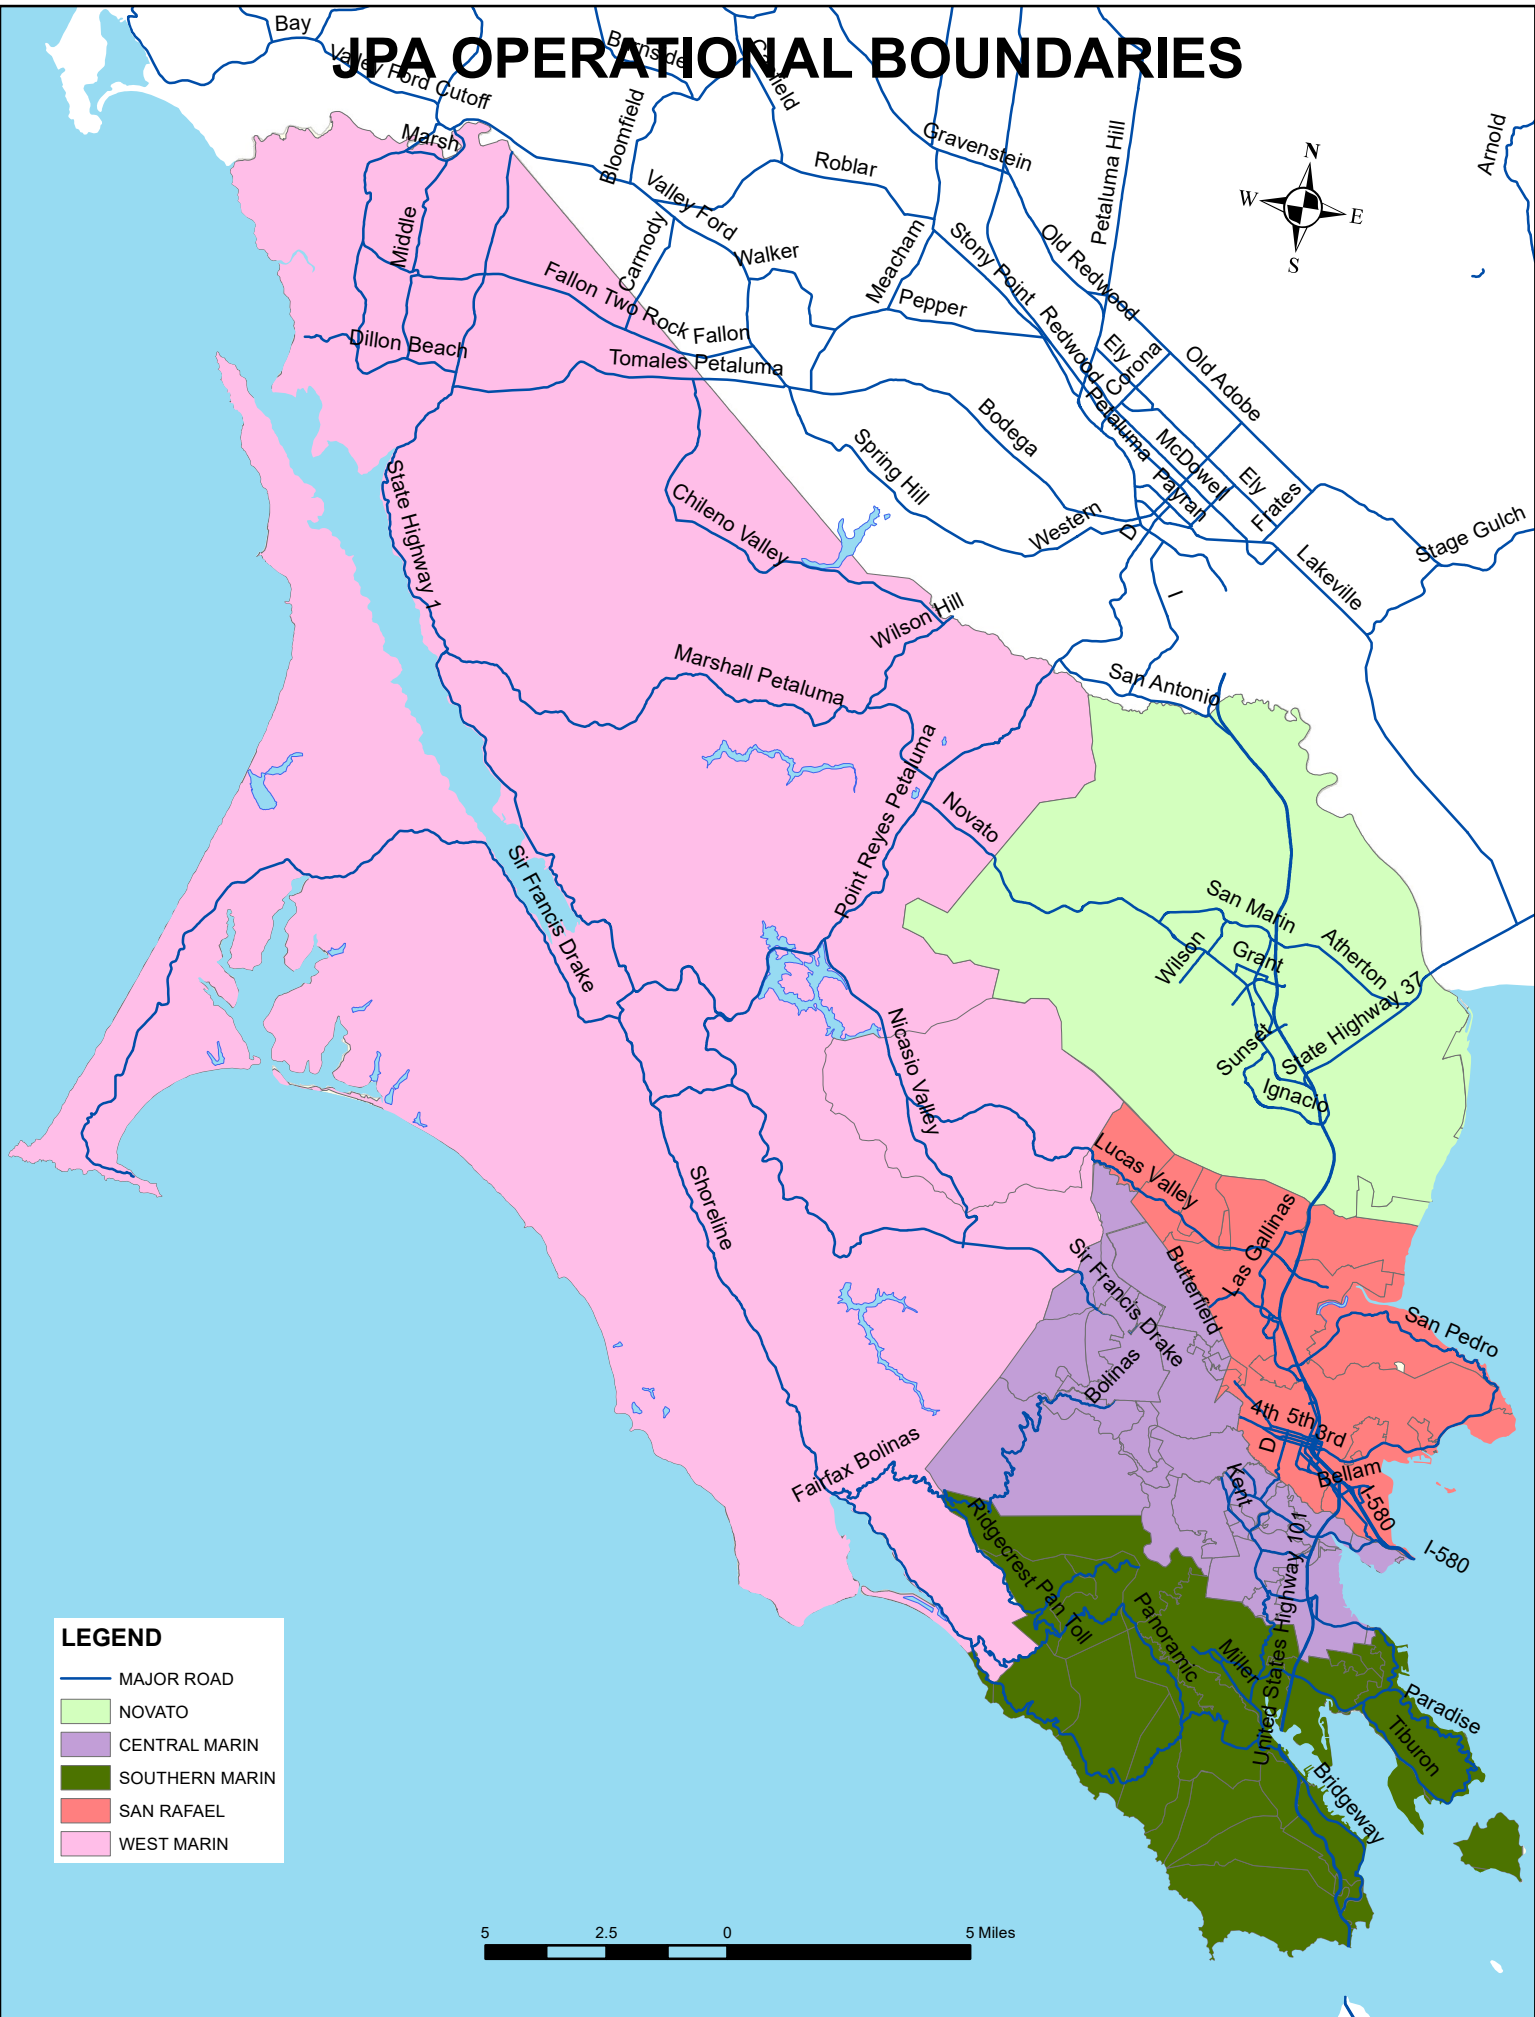 JPA OPERATIONAL BOUNDARIES
Bay
Valley Ford Cutoff
Burnside
Canfield
Marsh
Bloomfield
Roblar
Gravenstein
Petaluma Hill
Arnold
N
W
E
S
Middle
Valley Ford
Carmody
Walker
Meacham
Stony Point
Old Redwood
Fallon Two Rock
Fallon
Pepper
Dillon Beach
Tomales Petaluma
Redwood
Ely
Corona
Old Adobe
Petaluma
Bodega
McDowell
Spring Hill
Payran
Ely
Frates
State Highway 1
Chileno Valley
Western
D
Stage Gulch
I
Lakeville
Wilson Hill
Marshall Petaluma
San Antonio
Point Reyes Petaluma
Novato
Sir Francis Drake
San Marin
Wilson
Grant
Atherton
Nicasio Valley
Sunset
State Highway 37
Ignacio
Lucas Valley
Shoreline
Las Gallinas
Sir Francis Drake
Butterfield
San Pedro
Bolinas
4th
5th
3rd
D
Fairfax Bolinas
Kent
Bellam
I-580
I-580
Ridgecrest
Pan Toll
Panoramic
Miller
United States Highway 101
Paradise
Tiburon
Bridgeway
LEGEND
MAJOR ROAD
NOVATO
CENTRAL MARIN
SOUTHERN MARIN
SAN RAFAEL
WEST MARIN
5 2.5 0 5 Miles